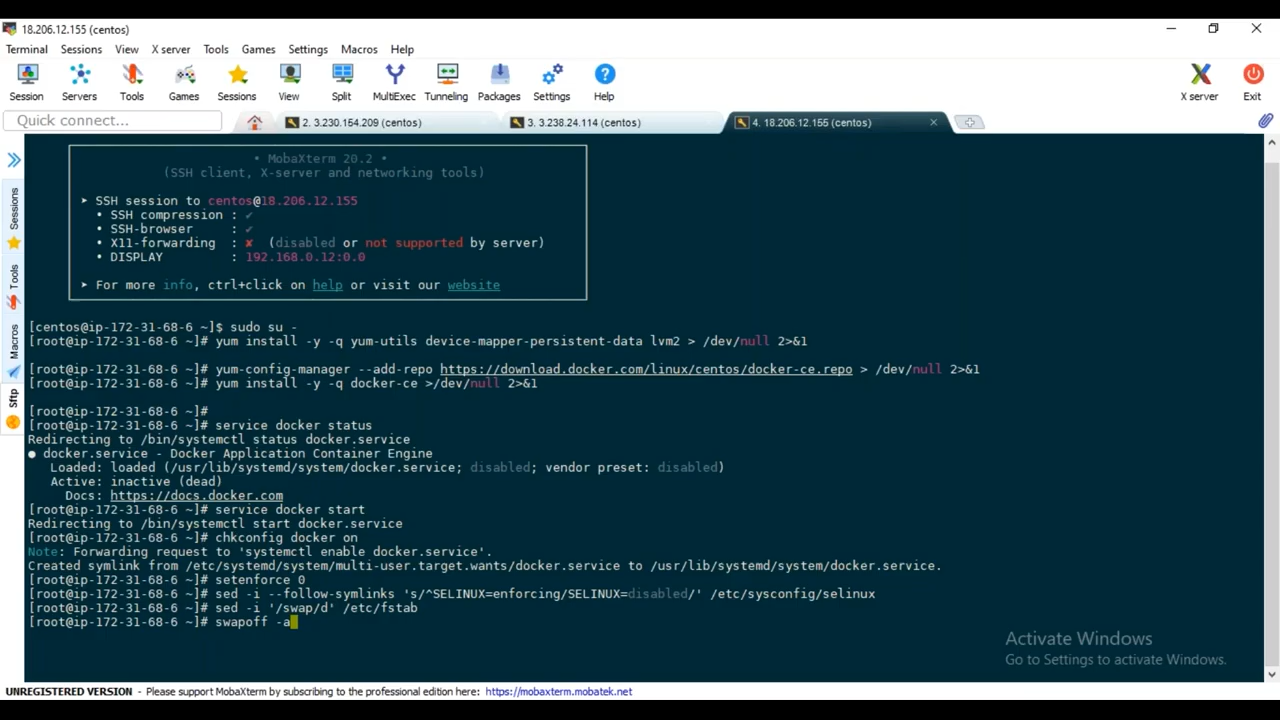 18.206.12.155 (centos)
Terminal Sessions View X server Tools Games Settings Macros Help
Session Servers Tools Games Sessions View Split MultiExec Tunneling Packages Settings Help X server Exit
Quick connect...
2. 3.230.154.209 (centos)
3. 3.238.24.114 (centos)
4. 18.206.12.155 (centos)
Sessions
Tools
Macros
Sftp
• MobaXterm 20.2 •
(SSH client, X-server and networking tools)
➤ SSH session to centos@18.206.12.155
• SSH compression : ✔
• SSH-browser : ✔
• X11-forwarding : ✘ (disabled or not supported by server)
• DISPLAY : 192.168.0.12:0.0
➤ For more info, ctrl+click on help or visit our website
[centos@ip-172-31-68-6 ~]$ sudo su -
[root@ip-172-31-68-6 ~]# yum install -y -q yum-utils device-mapper-persistent-data lvm2 > /dev/null 2>&1
[root@ip-172-31-68-6 ~]# yum-config-manager --add-repo https://download.docker.com/linux/centos/docker-ce.repo > /dev/null 2>&1
[root@ip-172-31-68-6 ~]# yum install -y -q docker-ce >/dev/null 2>&1
[root@ip-172-31-68-6 ~]#
[root@ip-172-31-68-6 ~]# service docker status
Redirecting to /bin/systemctl status docker.service
● docker.service - Docker Application Container Engine
Loaded: loaded (/usr/lib/systemd/system/docker.service; disabled; vendor preset: disabled)
Active: inactive (dead)
Docs: https://docs.docker.com
[root@ip-172-31-68-6 ~]# service docker start
Redirecting to /bin/systemctl start docker.service
[root@ip-172-31-68-6 ~]# chkconfig docker on
Note: Forwarding request to 'systemctl enable docker.service'.
Created symlink from /etc/systemd/system/multi-user.target.wants/docker.service to /usr/lib/systemd/system/docker.service.
[root@ip-172-31-68-6 ~]# setenforce 0
[root@ip-172-31-68-6 ~]# sed -i --follow-symlinks 's/^SELINUX=enforcing/SELINUX=disabled/' /etc/sysconfig/selinux
[root@ip-172-31-68-6 ~]# sed -i '/swap/d' /etc/fstab
[root@ip-172-31-68-6 ~]# swapoff -a
Activate Windows
Go to Settings to activate Windows.
UNREGISTERED VERSION - Please support MobaXterm by subscribing to the professional edition here: https://mobaxterm.mobatek.net